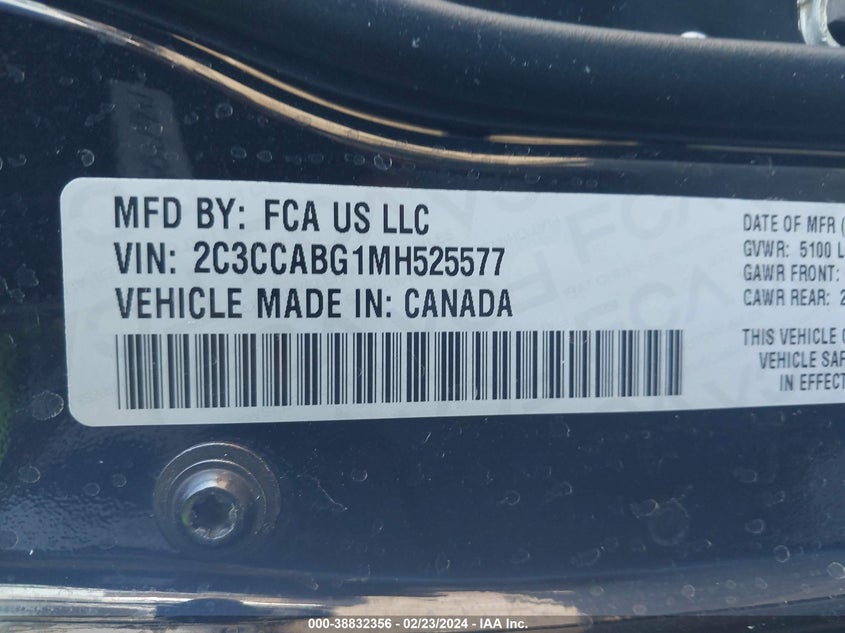 MFD BY: FCA US LLC
VIN: 2C3CCABG1MH525577
VEHICLE MADE IN: CANADA
DATE OF MFR (
GVWR: 5100 L
GAWR FRONT:
GAWR REAR: 2
THIS VEHICLE C
VEHICLE SAF
IN EFFECT
000-38832356 - 02/23/2024 - IAA Inc.